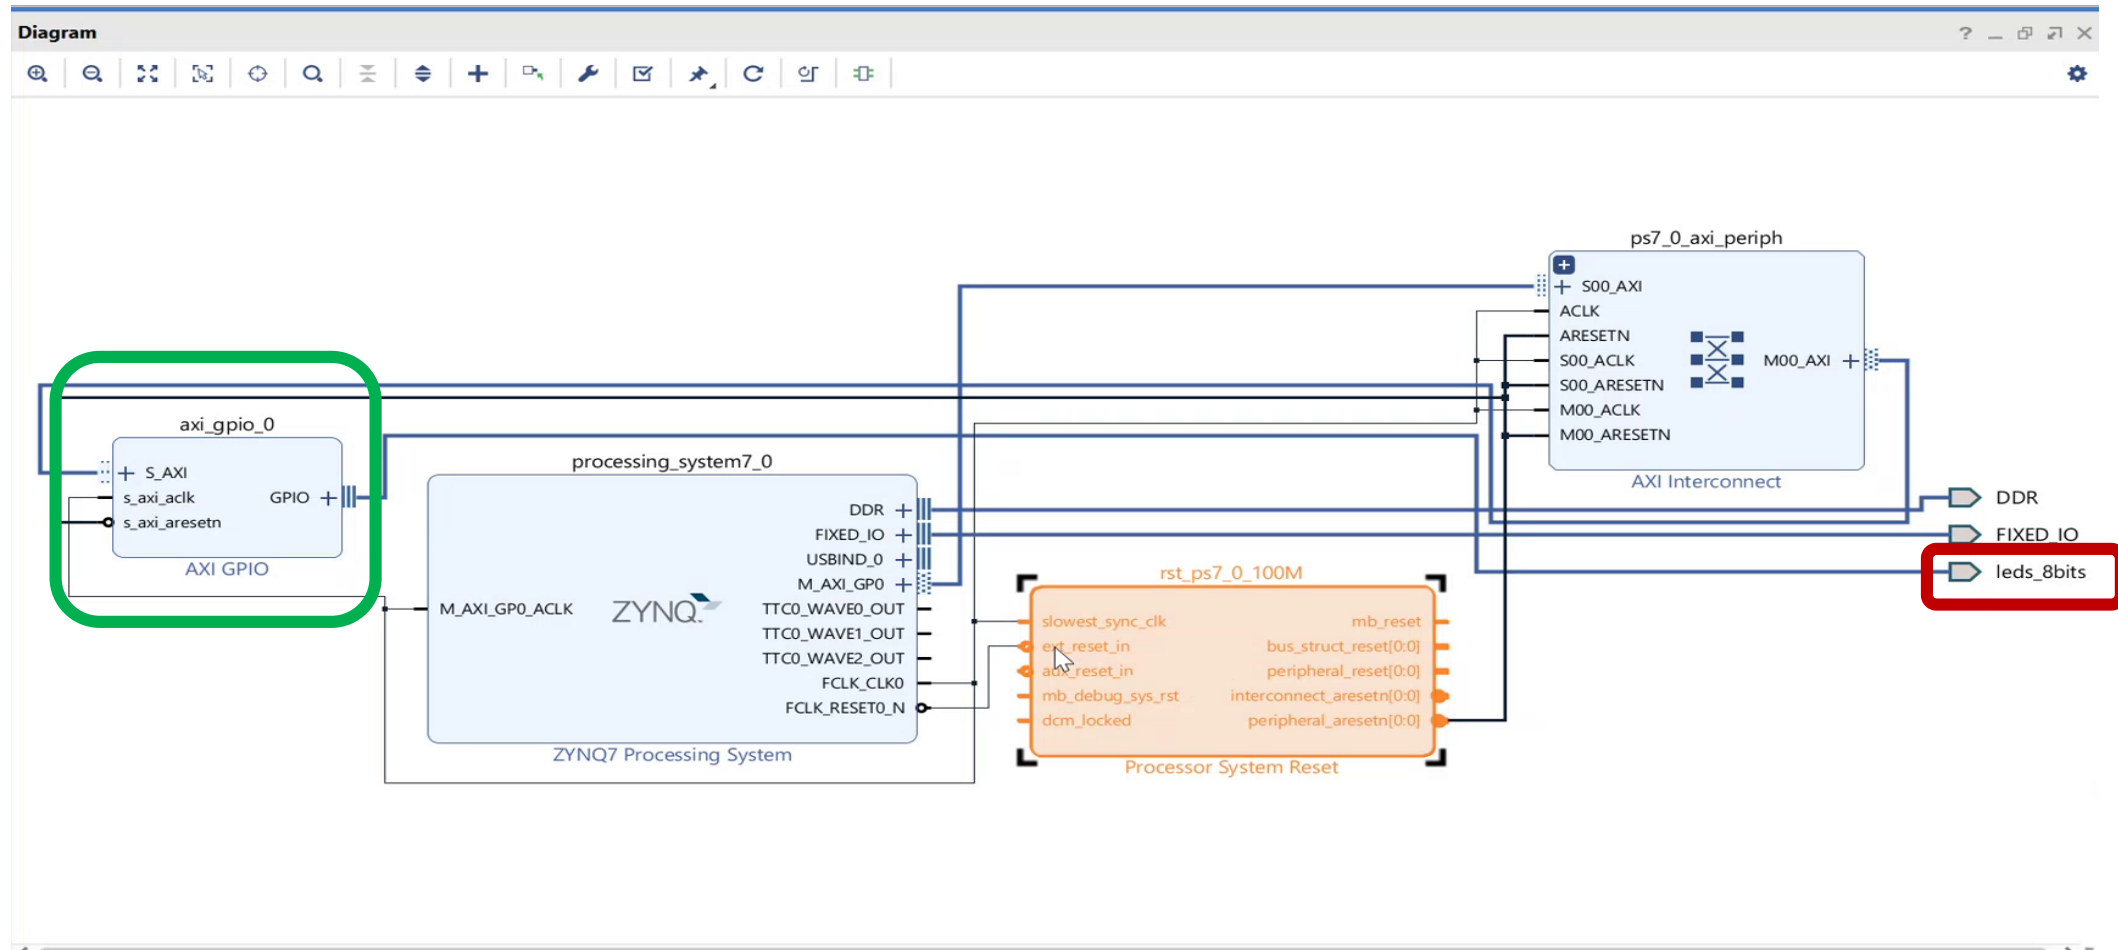 Diagram
ps7_0_axi_periph
S00_AXI
ACLK
ARESETN
S00_ACLK
M00_AXI
S00_ARESETN
M00_ACLK
M00_ARESETN
AXI Interconnect
axi_gpio_0
S_AXI
s_axi_aclk
GPIO
s_axi_aresetn
AXI GPIO
processing_system7_0
DDR
FIXED_IO
USBIND_0
M_AXI_GP0
M_AXI_GP0_ACLK
ZYNQ
TTC0_WAVE0_OUT
TTC0_WAVE1_OUT
TTC0_WAVE2_OUT
FCLK_CLK0
FCLK_RESET0_N
ZYNQ7 Processing System
rst_ps7_0_100M
slowest_sync_clk
mb_reset
ext_reset_in
bus_struct_reset[0:0]
aux_reset_in
peripheral_reset[0:0]
mb_debug_sys_rst
interconnect_aresetn[0:0]
dcm_locked
peripheral_aresetn[0:0]
Processor System Reset
DDR
FIXED_IO
leds_8bits